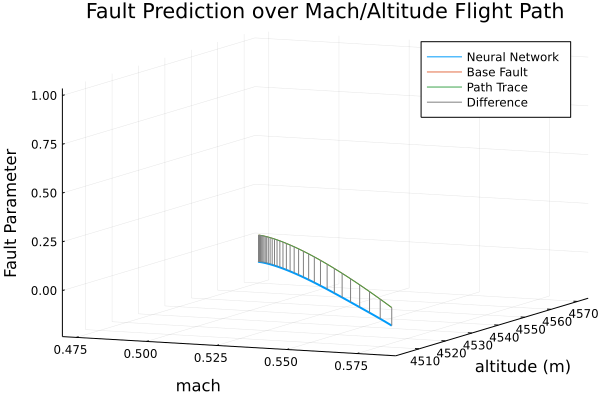 Fault Prediction over Mach/Altitude Flight Path
Neural Network
Base Fault
Path Trace
Difference
1.00
0.75
0.50
0.25
0.00
Fault Parameter
0.475
0.500
0.525
0.550
0.575
mach
4510
4520
4530
4540
4550
4560
4570
altitude (m)